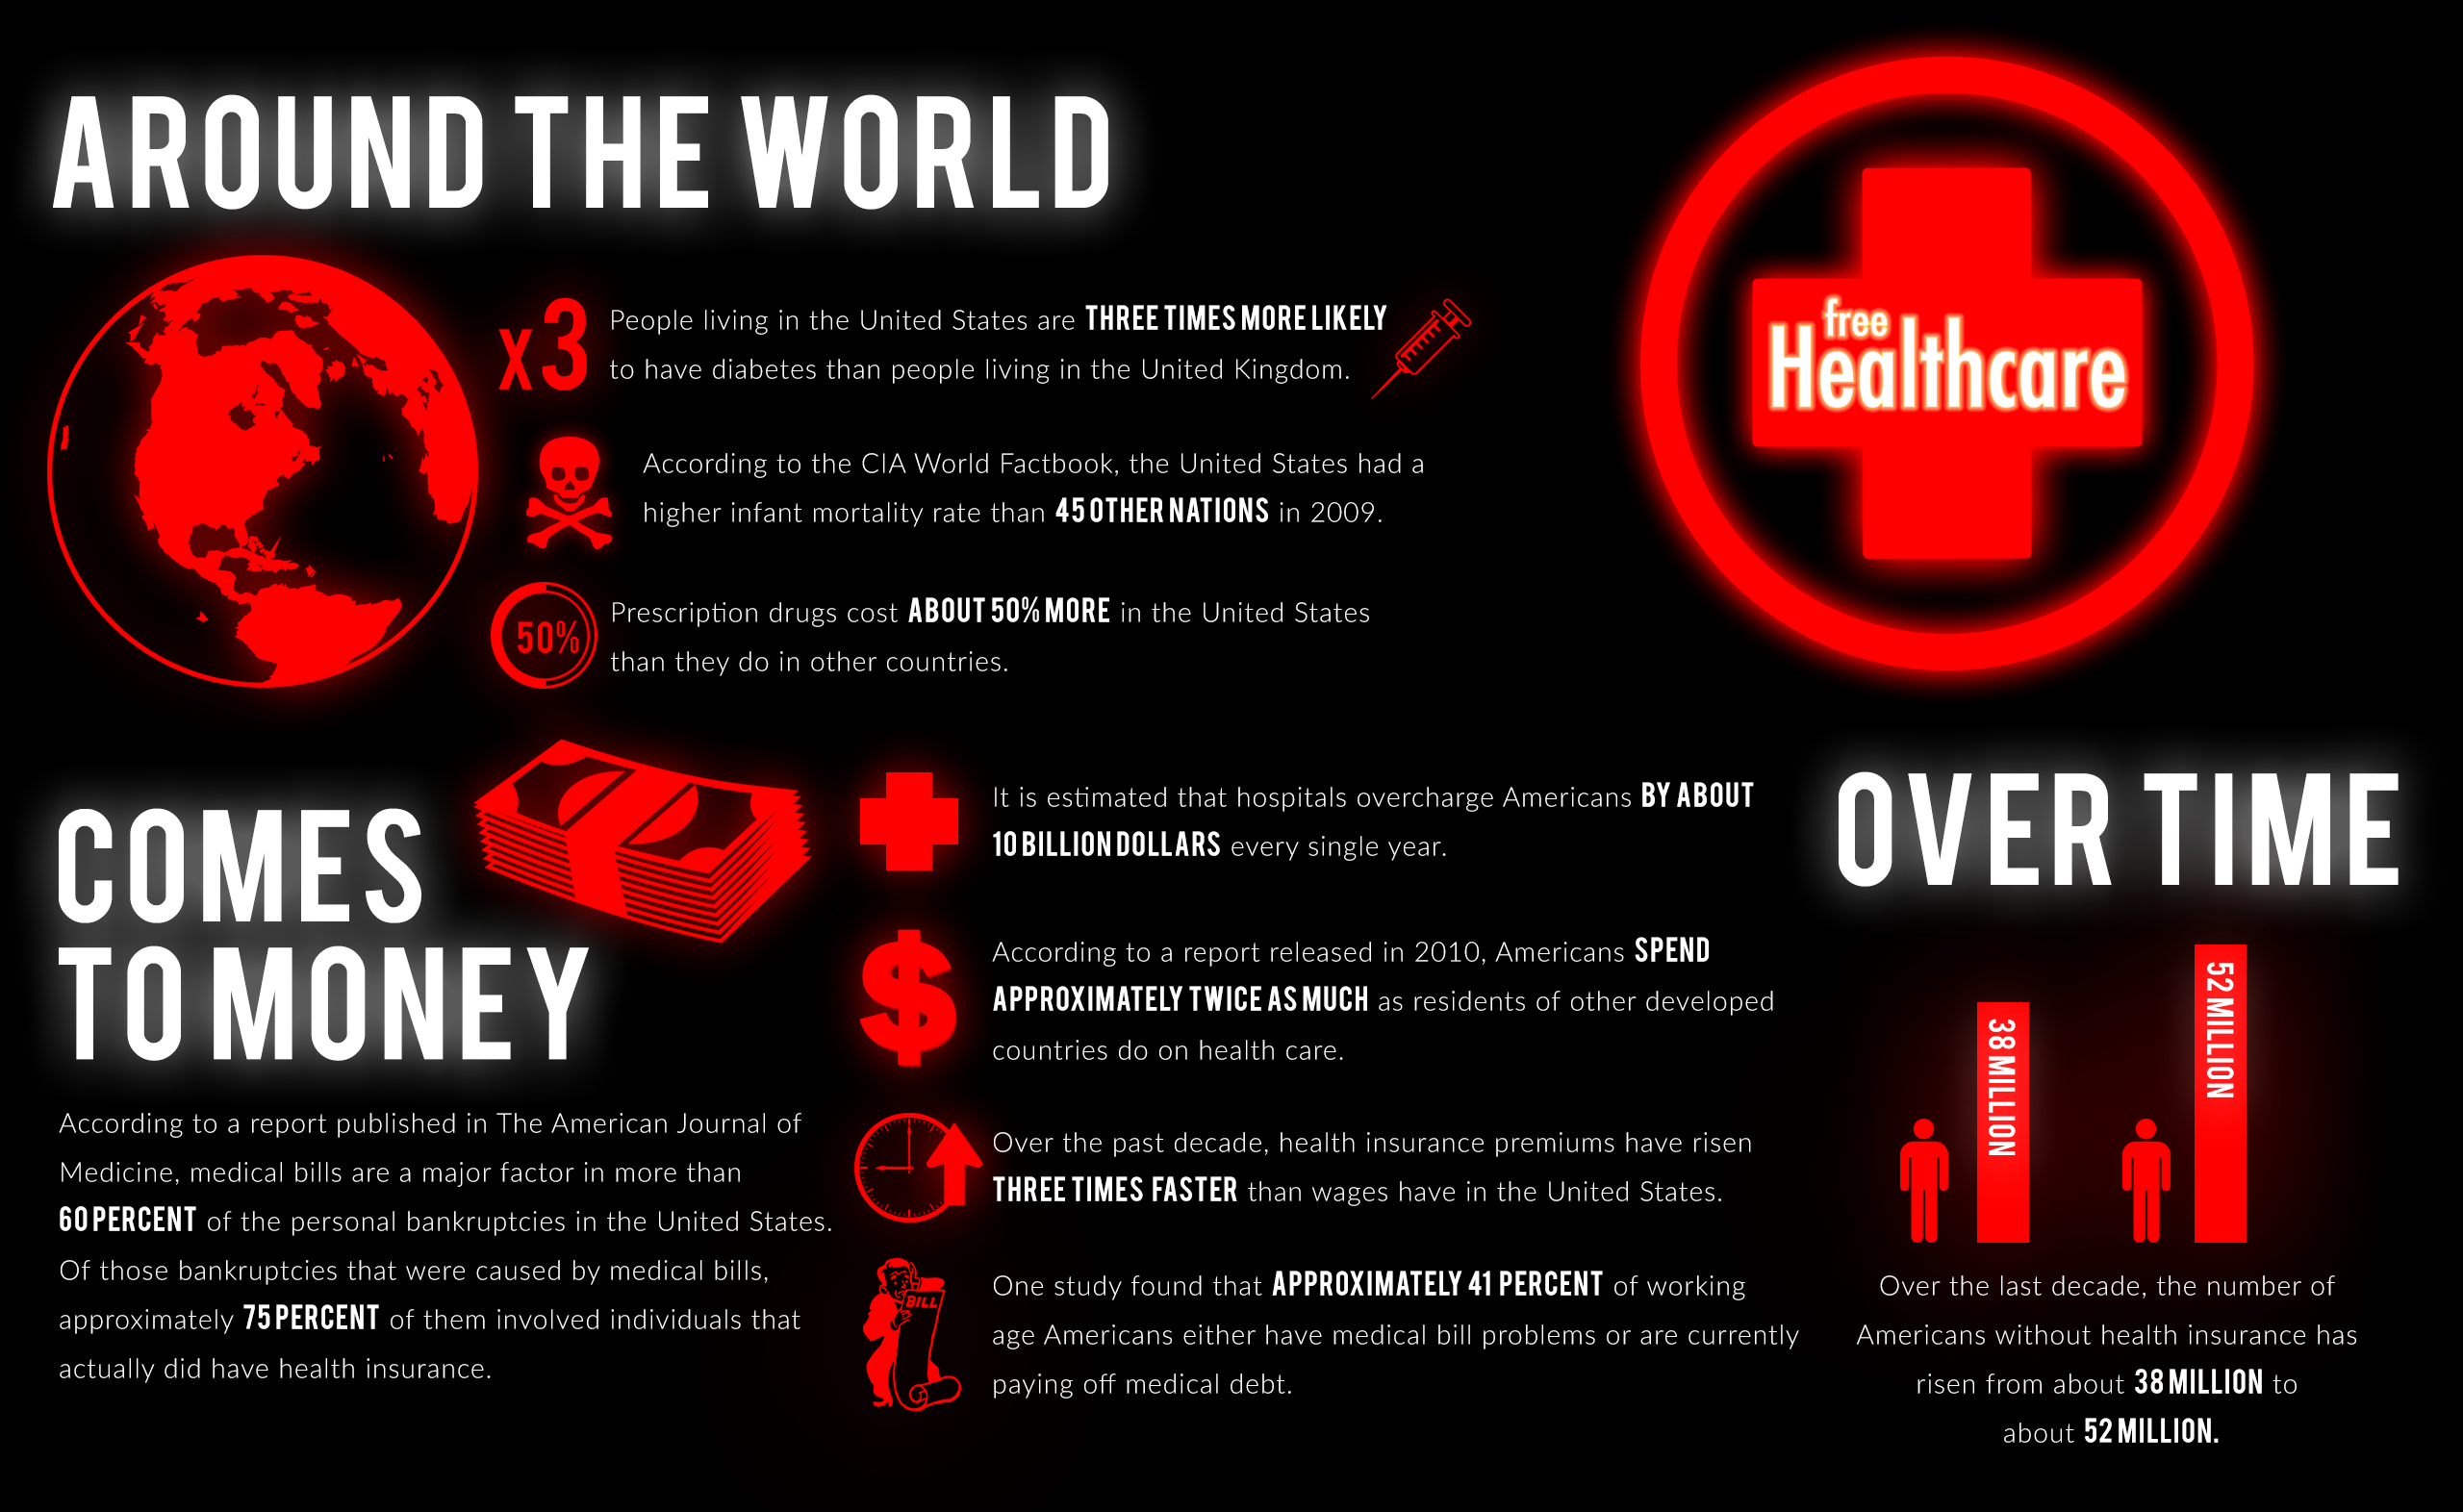 AROUND THE WORLD
x3
People living in the United States are THREE TIMES MORE LIKELY
to have diabetes than people living in the United Kingdom.
According to the CIA World Factbook, the United States had a
higher infant mortality rate than 45 OTHER NATIONS in 2009.
50%
Prescription drugs cost ABOUT 50% MORE in the United States
than they do in other countries.
free
Healthcare
COMES
TO MONEY
According to a report published in The American Journal of
Medicine, medical bills are a major factor in more than
60 PERCENT of the personal bankruptcies in the United States.
Of those bankruptcies that were caused by medical bills,
approximately 75 PERCENT of them involved individuals that
actually did have health insurance.
It is estimated that hospitals overcharge Americans BY ABOUT
10 BILLION DOLLARS every single year.
$
According to a report released in 2010, Americans SPEND
APPROXIMATELY TWICE AS MUCH as residents of other developed
countries do on health care.
Over the past decade, health insurance premiums have risen
THREE TIMES FASTER than wages have in the United States.
BILL
One study found that APPROXIMATELY 41 PERCENT of working
age Americans either have medical bill problems or are currently
paying off medical debt.
OVER TIME
38 MILLION
52 MILLION
Over the last decade, the number of
Americans without health insurance has
risen from about 38 MILLION to
about 52 MILLION.